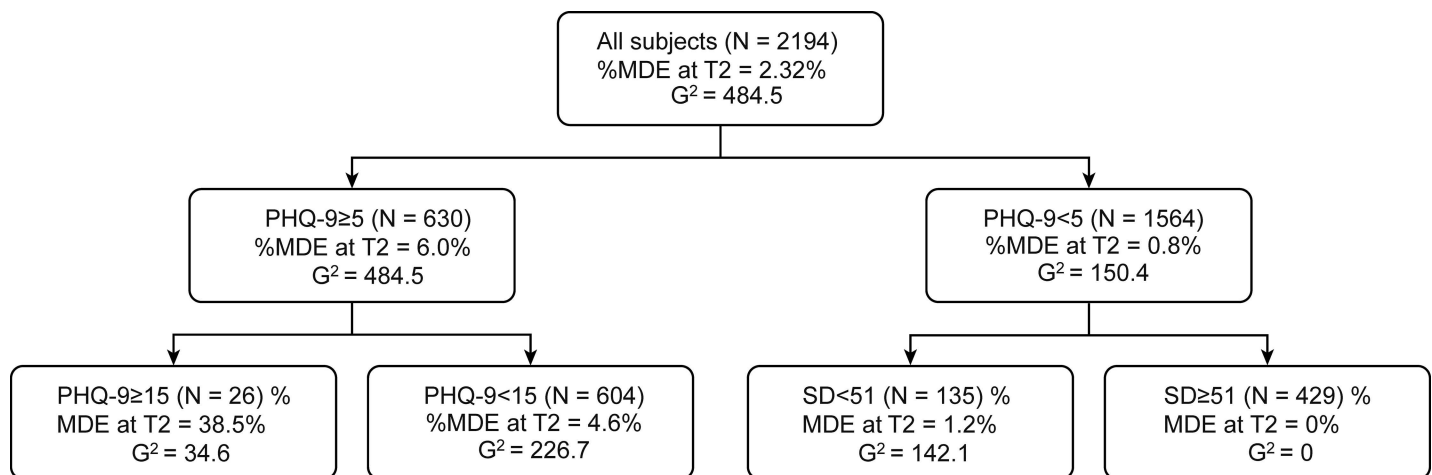 All subjects (N = 2194)
%MDE at T2 = 2.32%
G² = 484.5
PHQ-9≥5 (N = 630)
%MDE at T2 = 6.0%
G² = 484.5
PHQ-9<5 (N = 1564)
%MDE at T2 = 0.8%
G² = 150.4
PHQ-9≥15 (N = 26) %
MDE at T2 = 38.5%
G² = 34.6
PHQ-9<15 (N = 604)
%MDE at T2 = 4.6%
G² = 226.7
SD<51 (N = 135) %
MDE at T2 = 1.2%
G² = 142.1
SD≥51 (N = 429) %
MDE at T2 = 0%
G² = 0